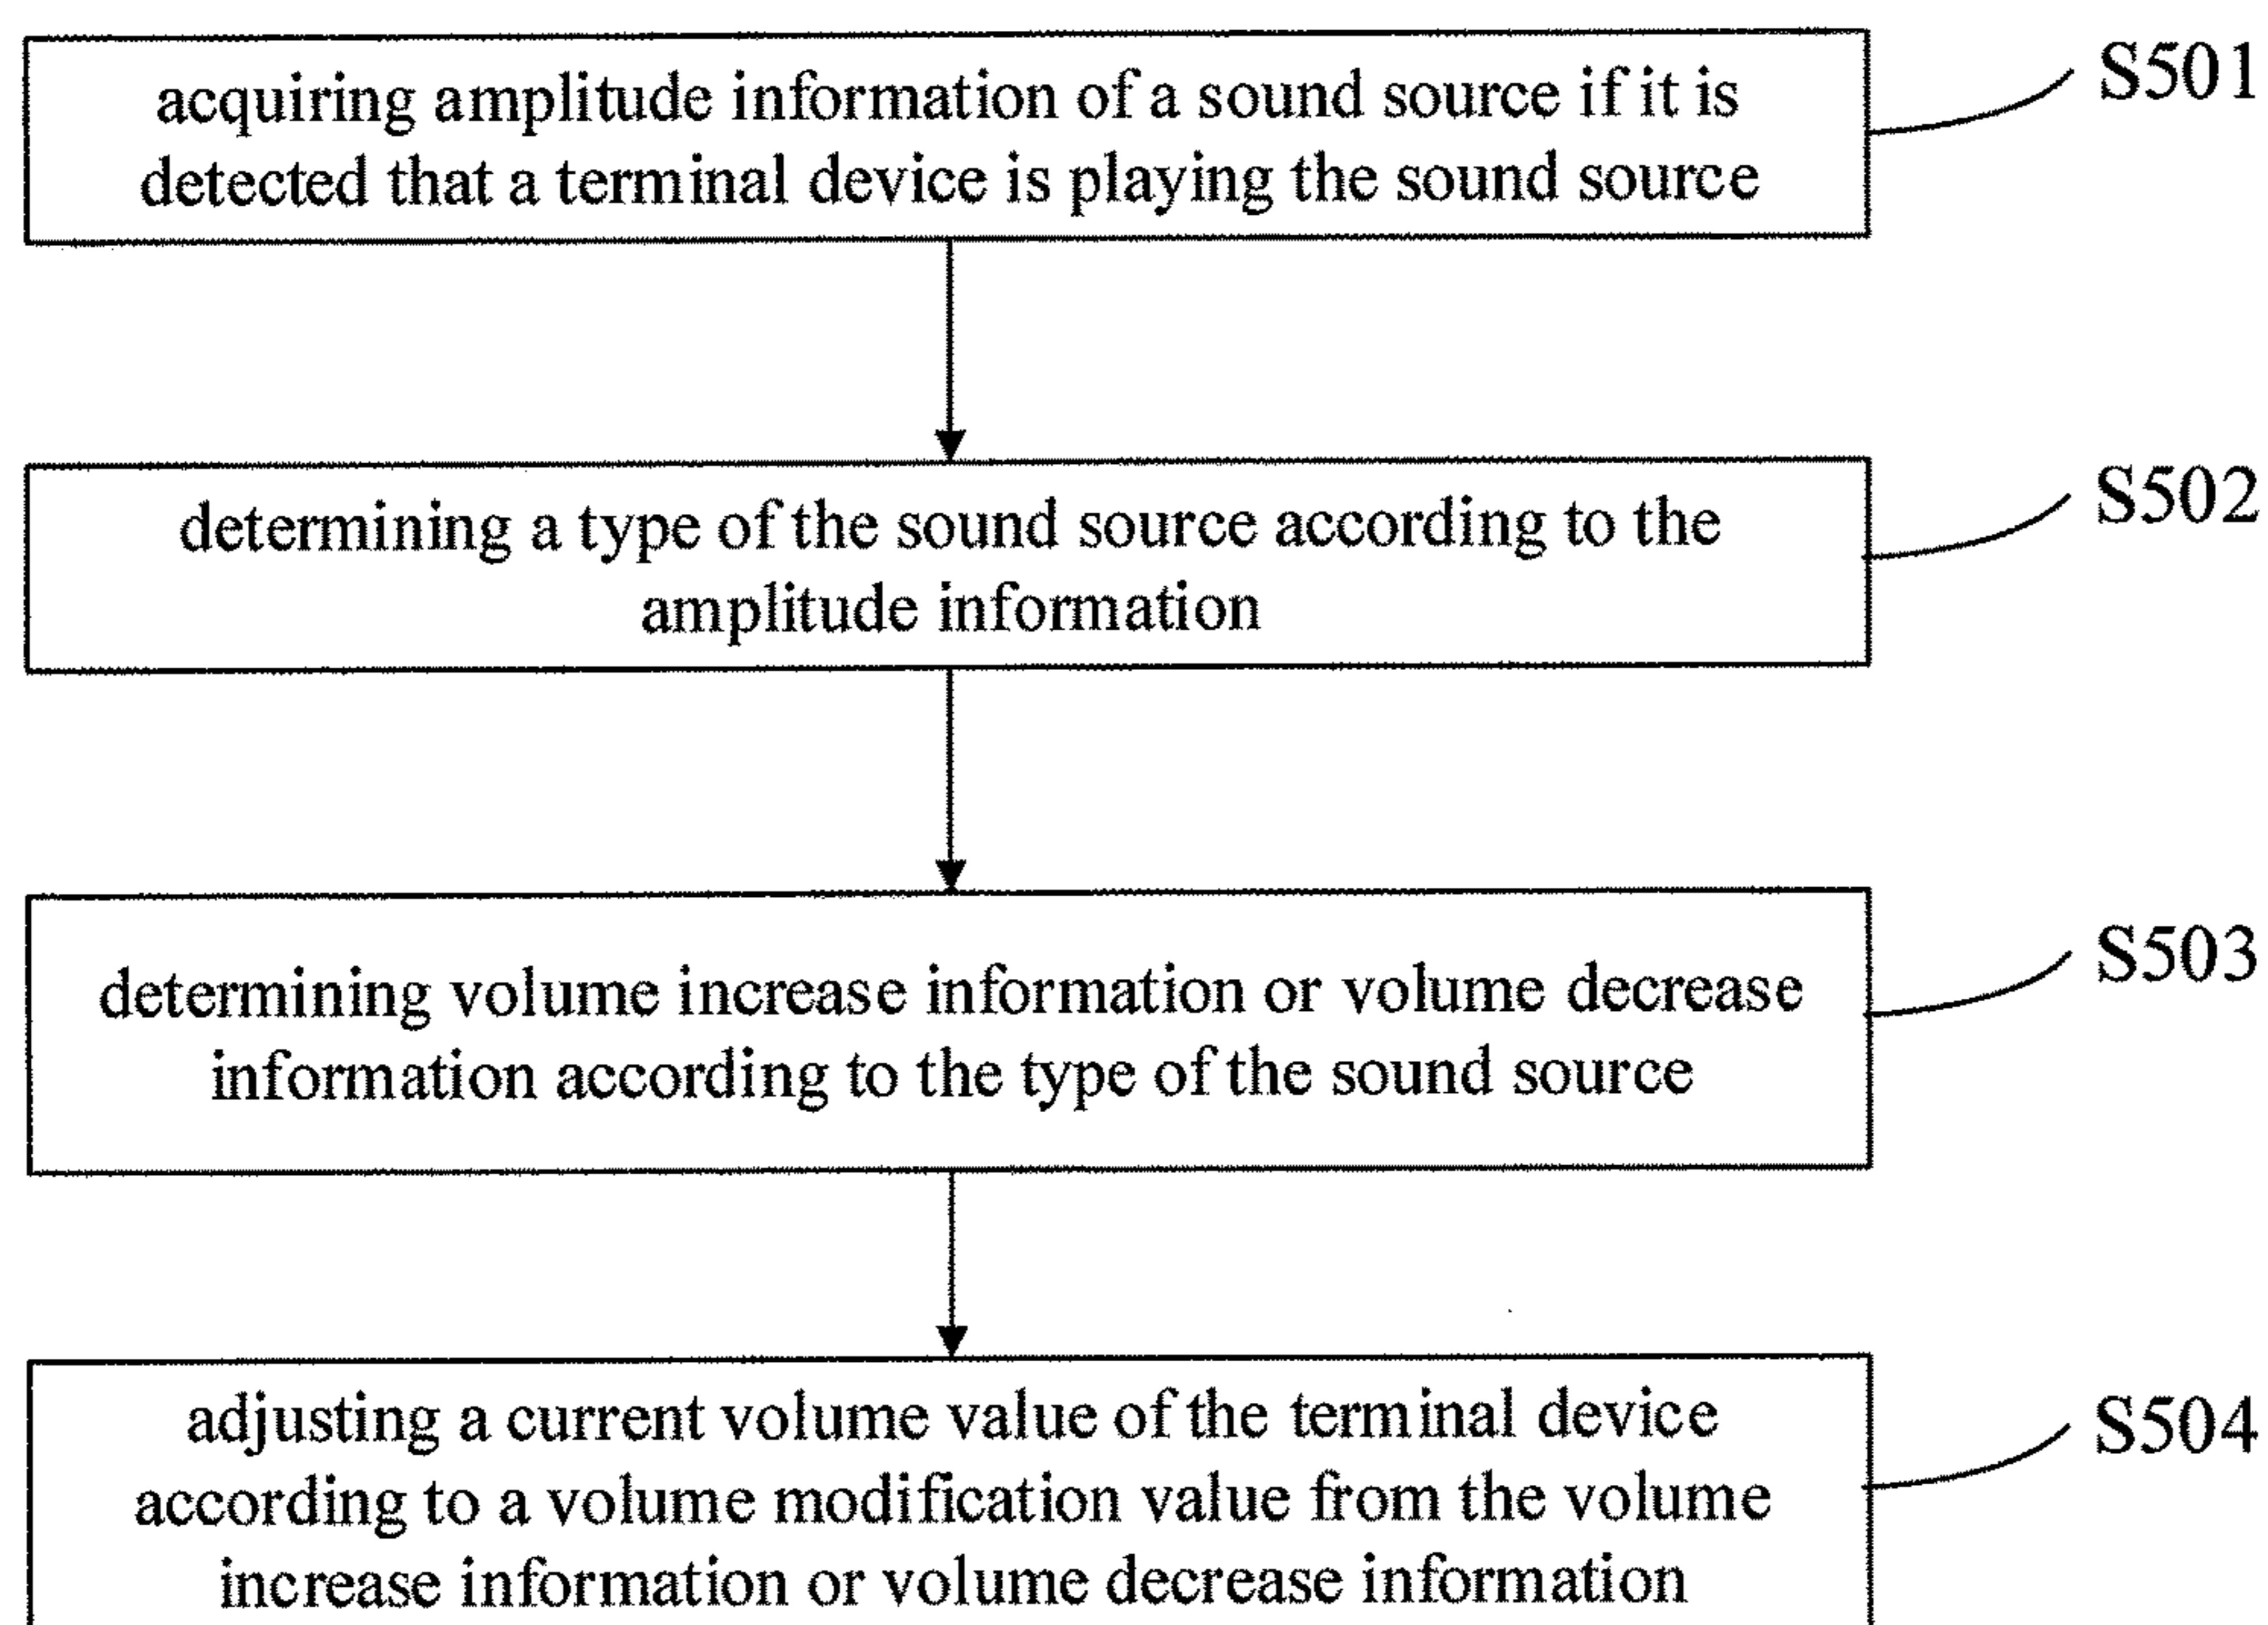 acquiring amplitude information of a sound source if it is
detected that a terminal device is playing the sound source
S501
determining a type of the sound source according to the
amplitude information
S502
determining volume increase information or volume decrease
information according to the type of the sound source
S503
adjusting a current volume value of the terminal device
according to a volume modification value from the volume
increase information or volume decrease information
S504